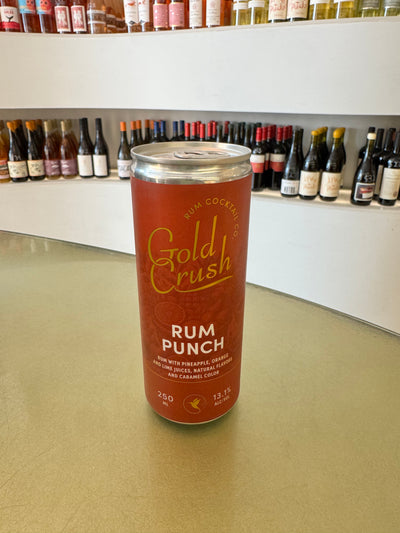 RUM COCKTAIL CO.
Gold
Crush
RUM
PUNCH
RUM WITH PINEAPPLE, ORANGE
AND LIME JUICES, NATURAL FLAVORS
AND CARAMEL COLOR
250 13.1%
ML ALC/VOL